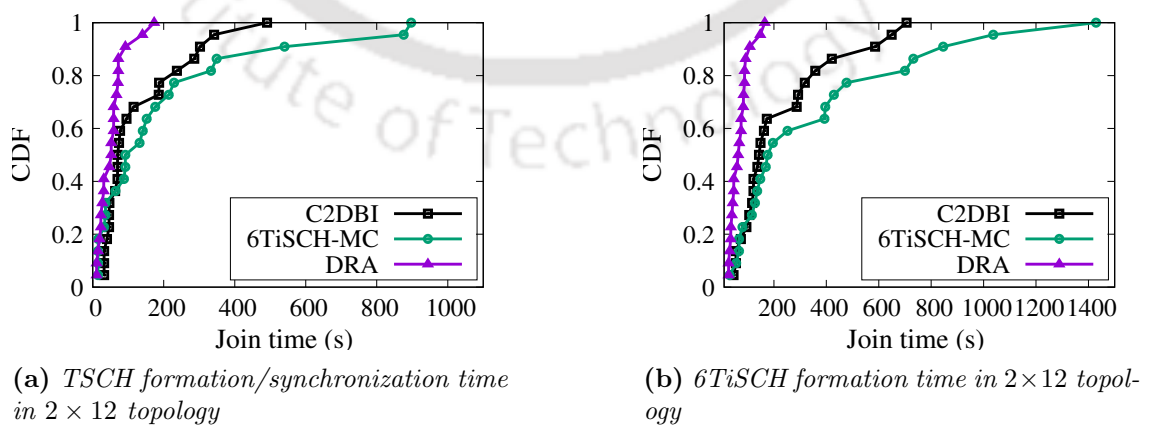 itute of Technology
1
0.8
0.6
0.4
0.2
0
CDF
C2DBI
6TiSCH-MC
DRA
0 200 400 600 800 1000
Join time (s)
(a) TSCH formation/synchronization time
in 2 × 12 topology
1
0.8
0.6
0.4
0.2
0
CDF
C2DBI
6TiSCH-MC
DRA
200 400 600 800 1000 1200 1400
Join time (s)
(b) 6TiSCH formation time in 2×12 topol-
ogy